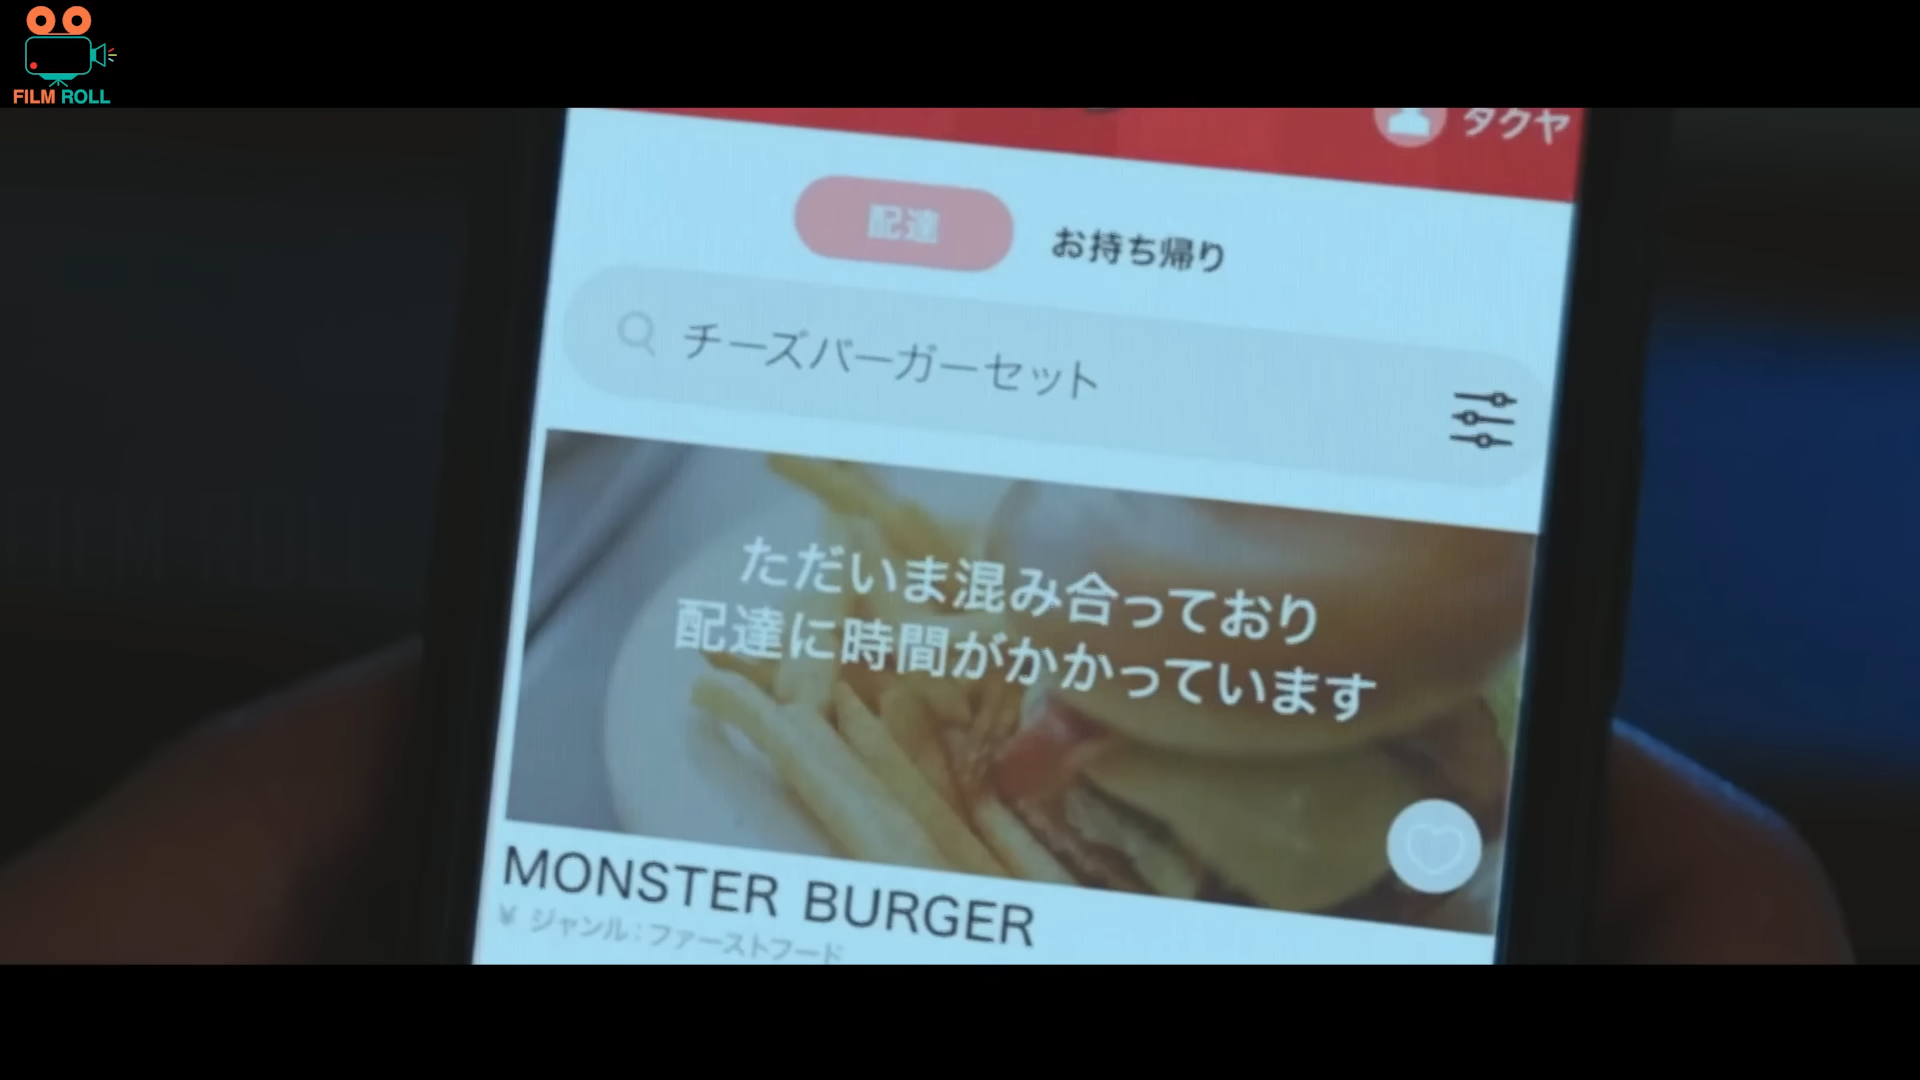 FILM ROLL
タクヤ
配達
お持ち帰り
チーズバーガーセット
ただいま混み合っており
配達に時間がかかっています
MONSTER BURGER
¥ ジャンル：ファーストフード